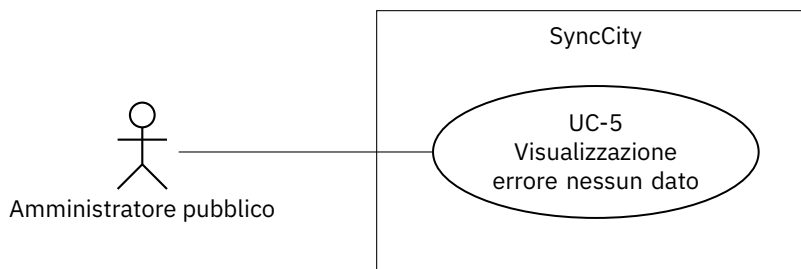 SyncCity
UC-5
Visualizzazione
errore nessun dato
Amministratore pubblico